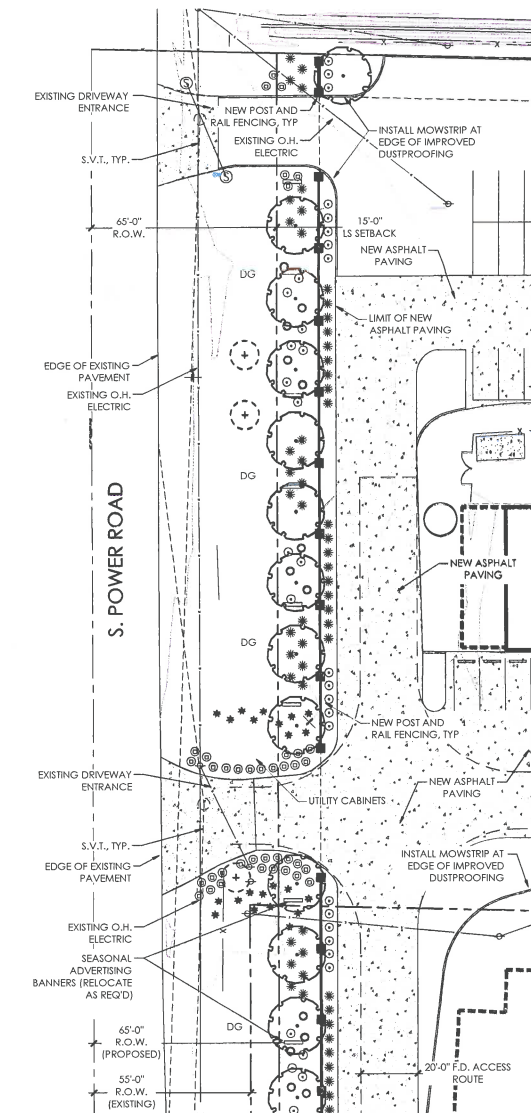 EXISTING DRIVEWAY
ENTRANCE
NEW POST AND
RAIL FENCING, TYP
EXISTING O.H.
ELECTRIC
INSTALL MOWSTRIP AT
EDGE OF IMPROVED
DUSTPROOFING
S.V.T., TYP.
S
S
65'-0"
R.O.W.
15'-0"
LS SETBACK
NEW ASPHALT
PAVING
DG
LIMIT OF NEW
ASPHALT PAVING
EDGE OF EXISTING
PAVEMENT
EXISTING O.H.
ELECTRIC
DG
S. POWER ROAD
NEW ASPHALT
PAVING
DG
NEW POST AND
RAIL FENCING, TYP
EXISTING DRIVEWAY
ENTRANCE
NEW ASPHALT
PAVING
UTILITY CABINETS
S.V.T., TYP.
EDGE OF EXISTING
PAVEMENT
INSTALL MOWSTRIP AT
EDGE OF IMPROVED
DUSTPROOFING
EXISTING O.H.
ELECTRIC
SEASONAL
ADVERTISING
BANNERS (RELOCATE
AS REQ'D)
DG
65'-0"
R.O.W.
(PROPOSED)
20'-0" F.D. ACCESS
ROUTE
55'-0"
R.O.W.
(EXISTING)